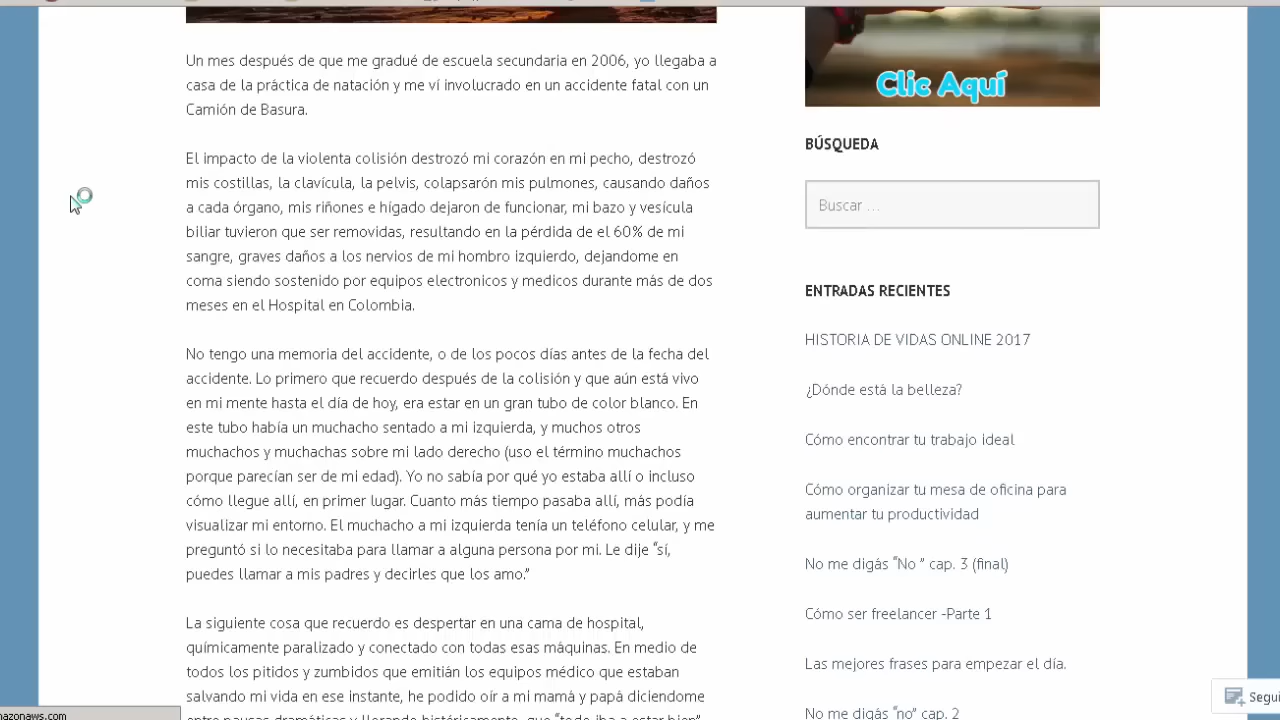 Un mes después de que me gradué de escuela secundaria en 2006, yo llegaba a
casa de la práctica de natación y me ví involucrado en un accidente fatal con un
Camión de Basura.
El impacto de la violenta colisión destrozó mi corazón en mi pecho, destrozó
mis costillas, la clavícula, la pelvis, colapsarón mis pulmones, causando daños
a cada órgano, mis riñones e hígado dejaron de funcionar, mi bazo y vesícula
biliar tuvieron que ser removidas, resultando en la pérdida de el 60% de mi
sangre, graves daños a los nervios de mi hombro izquierdo, dejandome en
coma siendo sostenido por equipos electronicos y medicos durante más de dos
meses en el Hospital en Colombia.
No tengo una memoria del accidente, o de los pocos días antes de la fecha del
accidente. Lo primero que recuerdo después de la colisión y que aún está vivo
en mi mente hasta el día de hoy, era estar en un gran tubo de color blanco. En
este tubo había un muchacho sentado a mi izquierda, y muchos otros
muchachos y muchachas sobre mi lado derecho (uso el término muchachos
porque parecían ser de mi edad). Yo no sabía por qué yo estaba allí o incluso
cómo llegue allí, en primer lugar. Cuanto más tiempo pasaba allí, más podía
visualizar mi entorno. El muchacho a mi izquierda tenía un teléfono celular, y me
preguntó si lo necesitaba para llamar a alguna persona por mi. Le dije “sí,
puedes llamar a mis padres y decirles que los amo.”
La siguiente cosa que recuerdo es despertar en una cama de hospital,
químicamente paralizado y conectado con todas esas máquinas. En medio de
todos los pitidos y zumbidos que emitián los equipos médico que estaban
salvando mi vida en ese instante, he podido oír a mi mamá y papá diciendome
entre pausas dramáticas y llorando histéricamente, que “todo iba a estar bien”
Clic Aquí
BÚSQUEDA
Buscar …
ENTRADAS RECIENTES
HISTORIA DE VIDAS ONLINE 2017
¿Dónde está la belleza?
Cómo encontrar tu trabajo ideal
Cómo organizar tu mesa de oficina para
aumentar tu productividad
No me digás “No ” cap. 3 (final)
Cómo ser freelancer -Parte 1
Las mejores frases para empezar el día.
No me digás “no” cap. 2
Segui
mazonaws.com